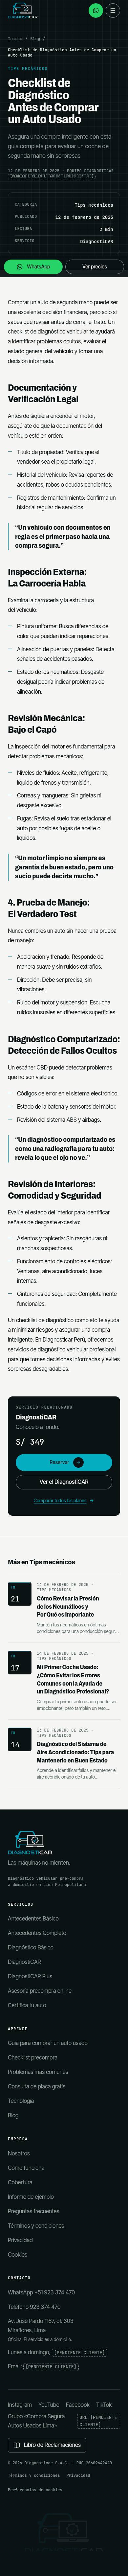 DIAGNOSTICAR
Inicio / Blog /
Checklist de Diagnóstico Antes de Comprar un
Auto Usado
TIPS MECÁNICOS
Checklist de
Diagnóstico
Antes de Comprar
un Auto Usado
Asegura una compra inteligente con esta
guía completa para evaluar un coche de
segunda mano sin sorpresas
12 DE FEBRERO DE 2025 · EQUIPO DIAGNOSTICAR
CATEGORÍA Tips mecánicos
PUBLICADO 12 de febrero de 2025
LECTURA 2 min
SERVICIO DiagnostiCAR
WhatsApp
Ver precios
Comprar un auto de segunda mano puede ser
una excelente decisión financiera, pero solo si
sabes qué revisar antes de cerrar el trato. Un
checklist de diagnóstico vehicular te ayudará
a identificar problemas ocultos, evaluar el
estado general del vehículo y tomar una
decisión informada.
Documentación y
Verificación Legal
Antes de siquiera encender el motor,
asegúrate de que la documentación del
vehículo esté en orden:
— Título de propiedad: Verifica que el
vendedor sea el propietario legal.
— Historial del vehículo: Revisa reportes de
accidentes, robos o deudas pendientes.
— Registros de mantenimiento: Confirma un
historial regular de servicios.
“Un vehículo con documentos en
regla es el primer paso hacia una
compra segura.”
Inspección Externa:
La Carrocería Habla
Examina la carrocería y la estructura
del vehículo:
— Pintura uniforme: Busca diferencias de
color que puedan indicar reparaciones.
— Alineación de puertas y paneles: Detecta
señales de accidentes pasados.
— Estado de los neumáticos: Desgaste
desigual podría indicar problemas de
alineación.
Revisión Mecánica:
Bajo el Capó
La inspección del motor es fundamental para
detectar problemas mecánicos:
— Niveles de fluidos: Aceite, refrigerante,
líquido de frenos y transmisión.
— Correas y mangueras: Sin grietas ni
desgaste excesivo.
— Fugas: Revisa el suelo tras estacionar el
auto por posibles fugas de aceite o
líquidos.
“Un motor limpio no siempre es
garantía de buen estado, pero uno
sucio puede decirte mucho.”
4. Prueba de Manejo:
El Verdadero Test
Nunca compres un auto sin hacer una prueba
de manejo:
— Aceleración y frenado: Responde de
manera suave y sin ruidos extraños.
— Dirección: Debe ser precisa, sin
vibraciones.
— Ruido del motor y suspensión: Escucha
ruidos inusuales en diferentes superficies.
Diagnóstico Computarizado:
Detección de Fallos Ocultos
Un escáner OBD puede detectar problemas
que no son visibles:
— Códigos de error en el sistema electrónico.
— Estado de la batería y sensores del motor.
— Revisión del sistema ABS y airbags.
“Un diagnóstico computarizado es
como una radiografía para tu auto:
revela lo que el ojo no ve.”
Revisión de Interiores:
Comodidad y Seguridad
Evalúa el estado del interior para identificar
señales de desgaste excesivo:
— Asientos y tapicería: Sin rasgaduras ni
manchas sospechosas.
— Funcionamiento de controles eléctricos:
Ventanas, aire acondicionado, luces
internas.
— Cinturones de seguridad: Completamente
funcionales.
Un checklist de diagnóstico completo te ayuda
a minimizar riesgos y a hacer una compra
inteligente. En Diagnosticar Perú, ofrecemos
servicios de diagnóstico vehicular profesional
para que tomes decisiones informadas y evites
sorpresas desagradables.
SERVICIO RELACIONADO
DiagnostiCAR
Conócelo a fondo.
S/ 349
Reservar
Ver el DiagnostiCAR
Comparar todos los planes →
Más en Tips mecánicos
21
14 DE FEBRERO DE 2025 ·
TIPS MECÁNICOS
Cómo Revisar la Presión
de los Neumáticos y
Por Qué es Importante
Mantén tus neumáticos en óptimas
condiciones para una conducción segur…
17
14 DE FEBRERO DE 2025 ·
TIPS MECÁNICOS
Mi Primer Coche Usado:
¿Cómo Evitar los Errores
Comunes con la Ayuda de
un Diagnóstico Profesional?
Comprar tu primer auto usado puede ser
emocionante, pero también un reto,…
14
13 DE FEBRERO DE 2025 ·
TIPS MECÁNICOS
Diagnóstico del Sistema de
Aire Acondicionado: Tips para
Mantenerlo en Buen Estado
Aprende a identificar fallas y mantener el
aire acondicionado de tu auto…
DIAGNOSTICAR
Las máquinas no mienten.
Diagnóstico vehicular pre-compra
a domicilio en Lima Metropolitana
SERVICIOS
Antecedentes Básico
Antecedentes Completo
Diagnóstico Básico
DiagnostiCAR
DiagnostiCAR Plus
Asesoría precompra online
Certifica tu auto
APRENDE
Guía para comprar un auto usado
Checklist precompra
Problemas más comunes
Consulta de placa gratis
Tecnología
Blog
EMPRESA
Nosotros
Cómo funciona
Cobertura
Informe de ejemplo
Preguntas frecuentes
Términos y condiciones
Privacidad
Cookies
CONTACTO
WhatsApp +51 923 374 470
Teléfono 923 374 470
Av. José Pardo 1167, of. 303
Miraflores, Lima
Oficina. El servicio es a domicilio.
Lunes a domingo, [PENDIENTE CLIENTE]
Email [PENDIENTE CLIENTE]
Instagram YouTube Facebook TikTok
Grupo «Compra Segura
Autos Usados Lima»
URL [PENDIENTE
CLIENTE]
Libro de Reclamaciones
Términos y condiciones Privacidad
Preferencias de cookies